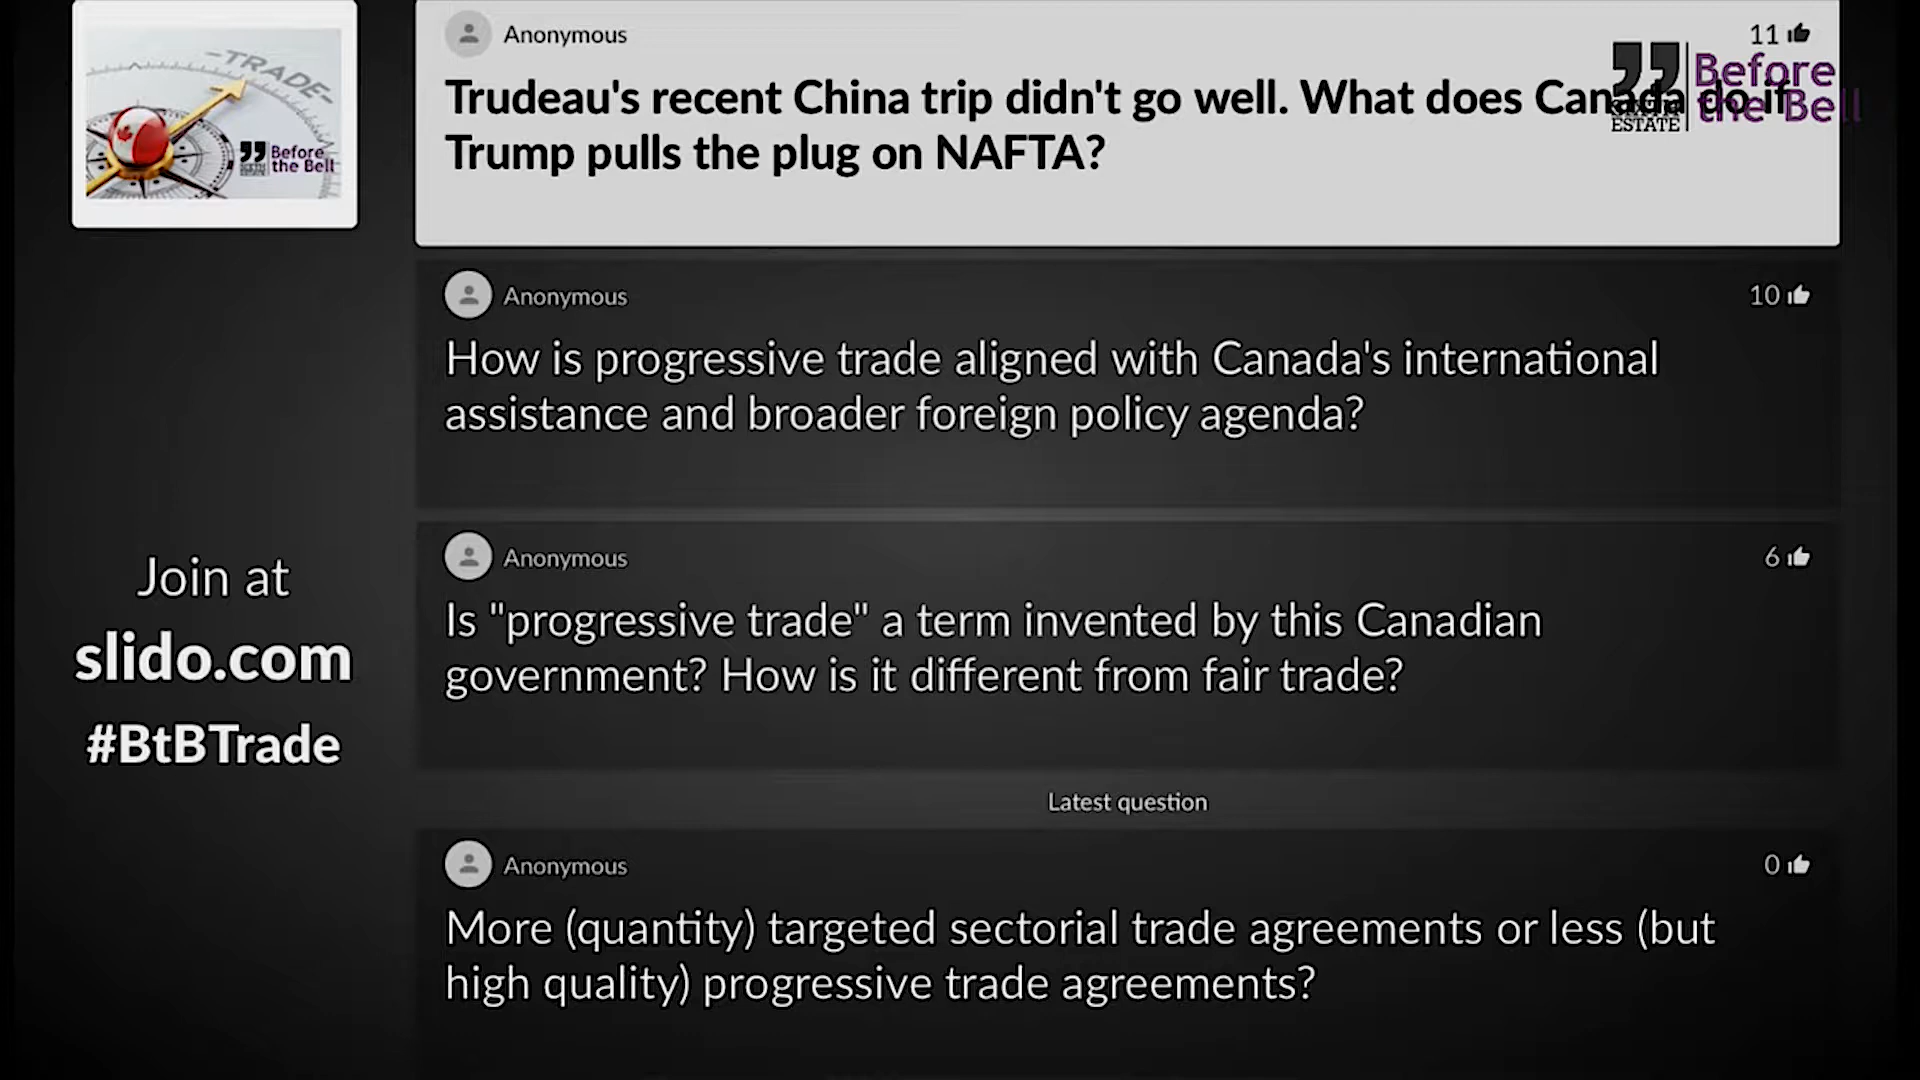 -TRADE-
Before
the Bell
Join at
slido.com
#BtBTrade
Anonymous
11
Trudeau's recent China trip didn't go well. What does Canada do if
Trump pulls the plug on NAFTA?
Before
the Bell
ESTATE
Anonymous
10
How is progressive trade aligned with Canada's international
assistance and broader foreign policy agenda?
Anonymous
6
Is "progressive trade" a term invented by this Canadian
government? How is it different from fair trade?
Latest question
Anonymous
0
More (quantity) targeted sectorial trade agreements or less (but
high quality) progressive trade agreements?